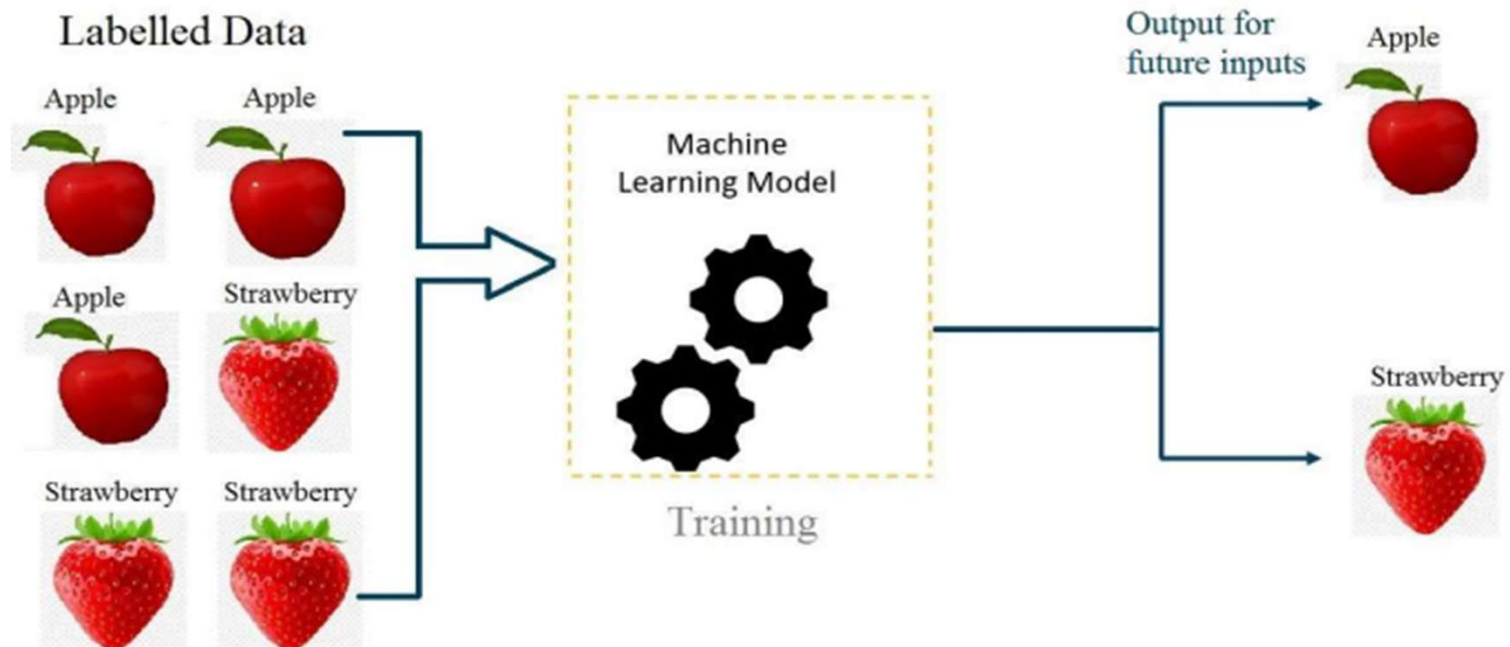 Labelled Data
Apple
Apple
Apple
Strawberry
Strawberry
Strawberry
Machine
Learning Model
Training
Output for
future inputs
Apple
Strawberry